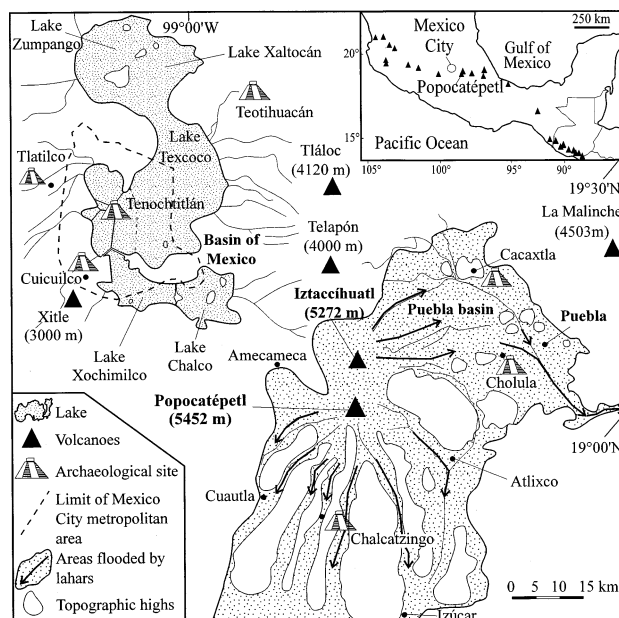 Lake
Zumpango
99°00'W
Lake Xaltocán
Teotihuacán
Tlatilco
Lake
Texcoco
Tenochtitlán
Tláloc
(4120 m)
Telapón
(4000 m)
Basin of
Mexico
Cuicuilco
Xitle
(3000 m)
Lake
Xochimilco
Lake
Chalco
Amecameca
Iztaccíhuatl
(5272 m)
Popocatépetl
(5452 m)
Mexico
City
Gulf of
Mexico
Popocatépetl
Pacific Ocean
250 km
20°
15°
105°
100°
95°
90°
19°30'N
La Malinche
(4503m)
Cacaxtla
Puebla basin
Puebla
Cholula
19°00'N
Atlixco
Cuautla
Chalcatzingo
Izúcar
0 5 10 15 km
Lake
Volcanoes
Archaeological site
Limit of Mexico
City metropolitan
area
Areas flooded by
lahars
Topographic highs